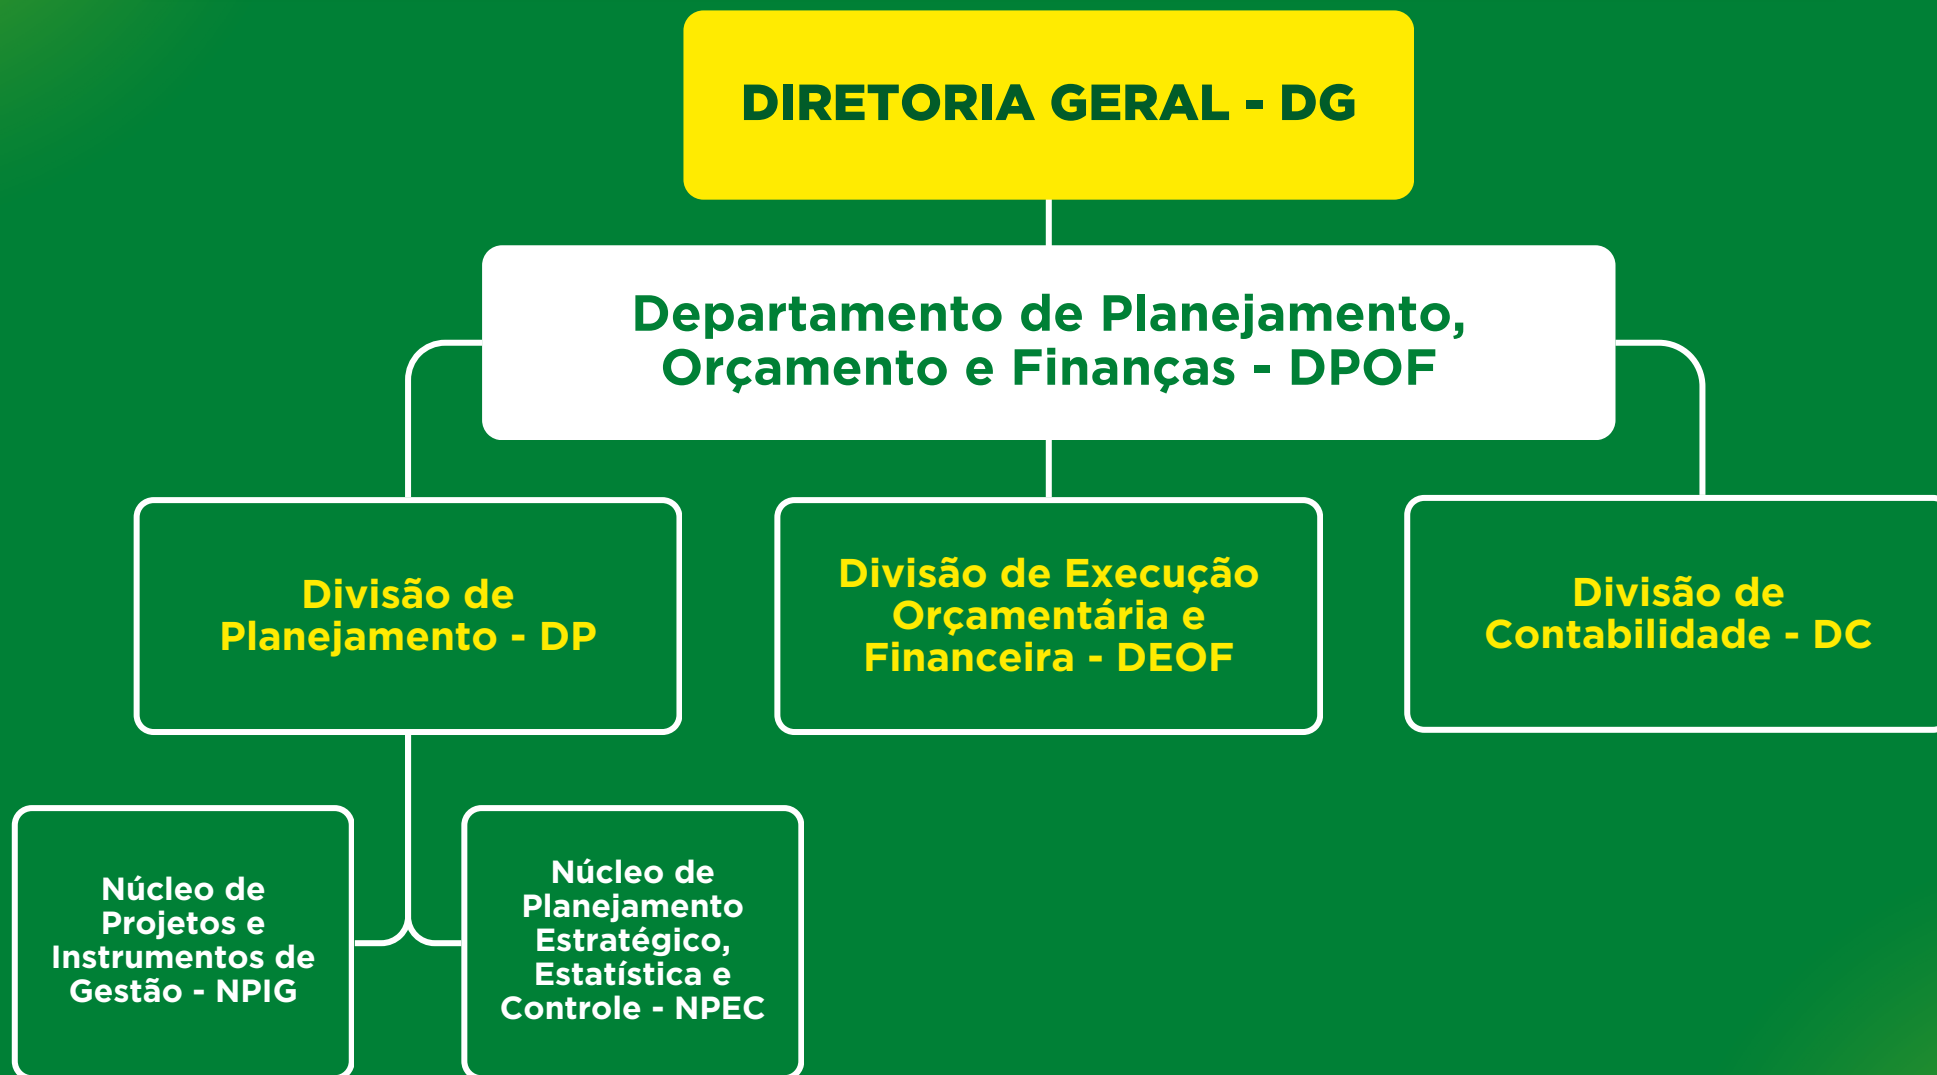 DIRETORIA GERAL - DG
Departamento de Planejamento,
Orçamento e Finanças - DPOF
Divisão de
Planejamento - DP
Divisão de Execução
Orçamentária e
Financeira - DEOF
Divisão de
Contabilidade - DC
Núcleo de
Projetos e
Instrumentos de
Gestão - NPIG
Núcleo de
Planejamento
Estratégico,
Estatística e
Controle - NPEC